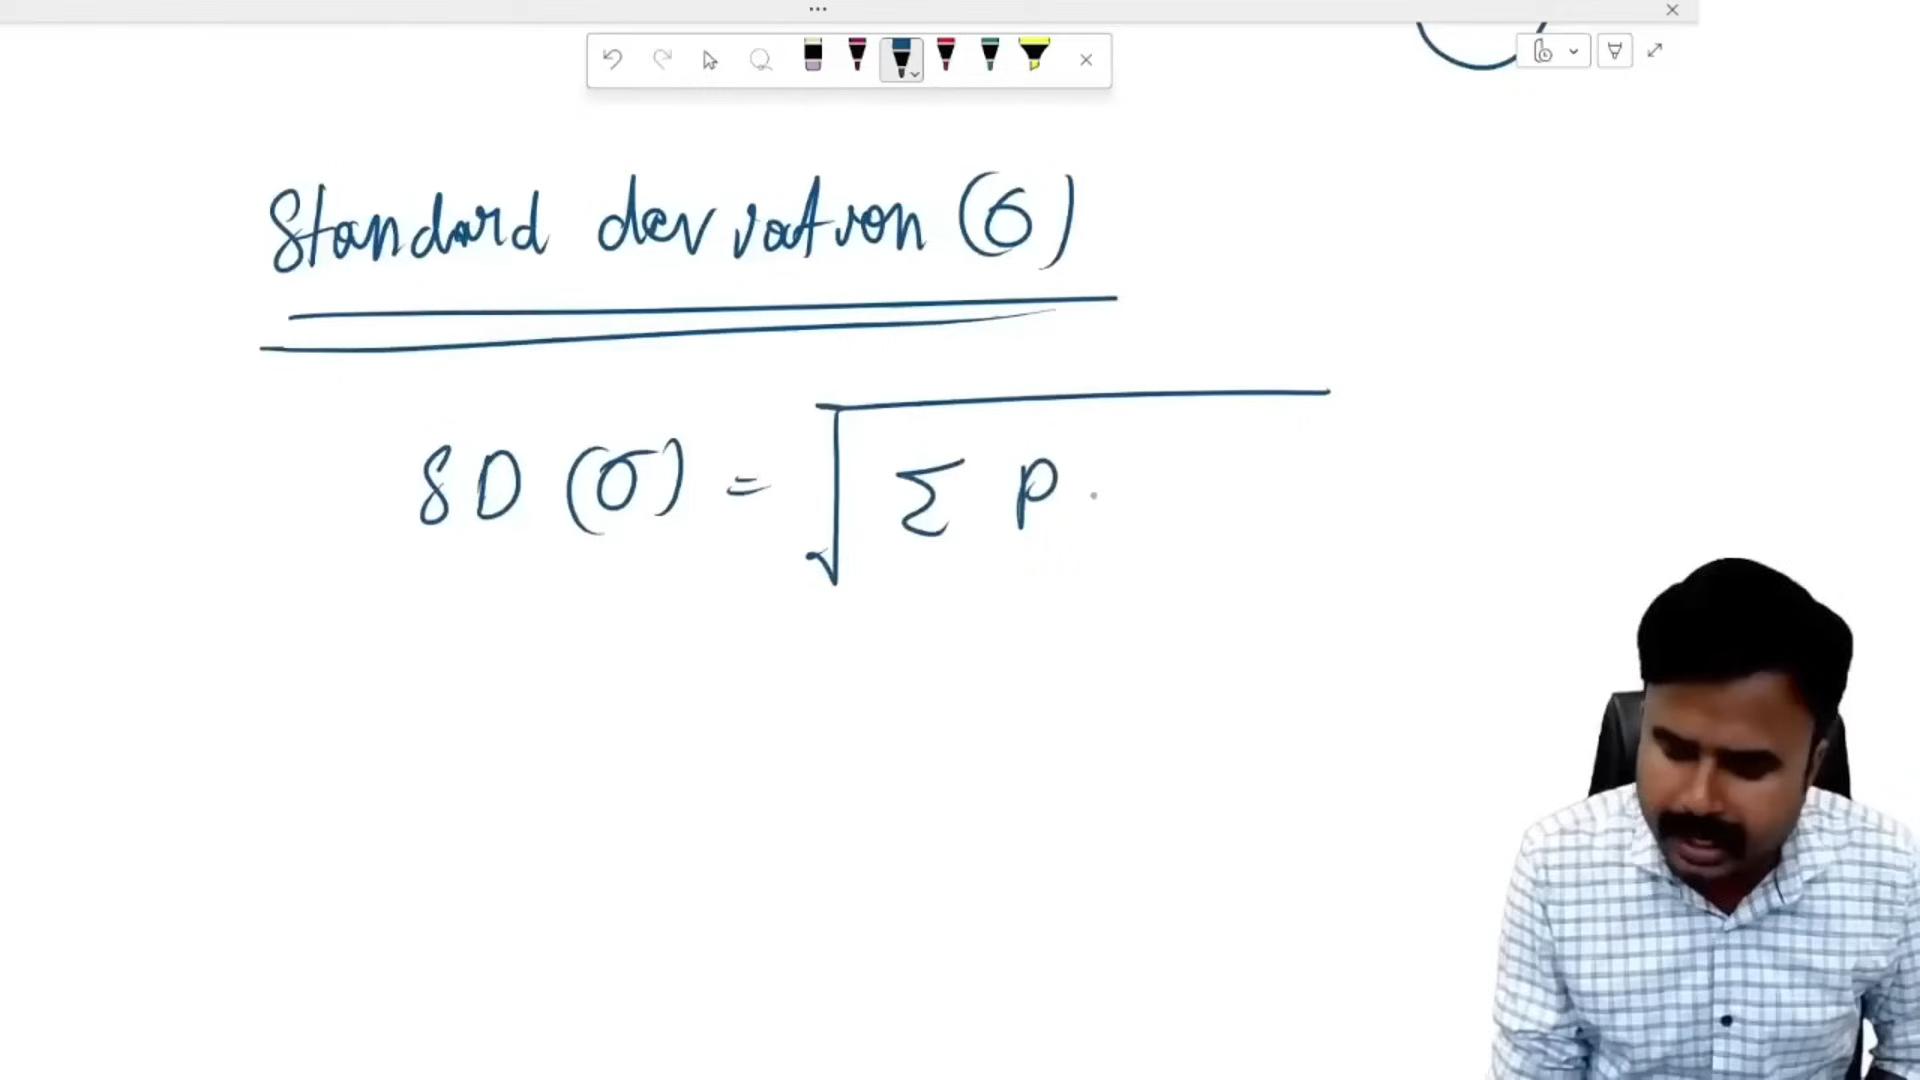 Standard deviation (σ)
SD (σ) = √ Σ P